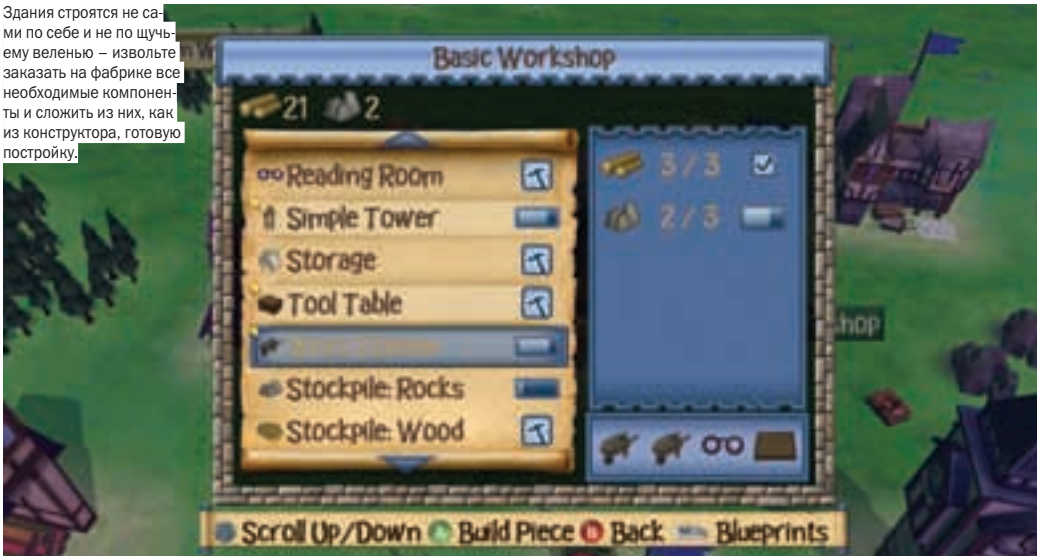 Здания строятся не са-
ми по себе и не по щучь-
ему веленью – извольте
заказать на фабрике все
необходимые компонен-
ты и сложить из них, как
из конструктора, готовую
постройку.
Basic Workshop
21 2
Reading Room
Simple Tower
Storage
Tool Table
Stockpile: Rocks
Stockpile: Wood
3 / 3
2 / 3
hop
Scroll Up/Down Build Piece B Back Blueprints